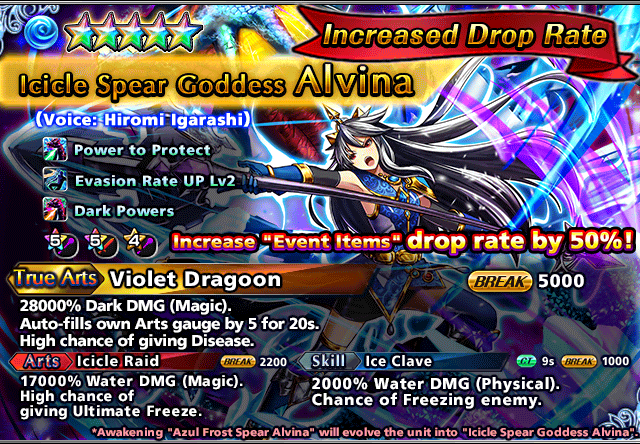 Increased Drop Rate
Icicle Spear Goddess Alvina
(Voice: Hiromi Igarashi)
Power to Protect
Evasion Rate UP Lv2
Dark Powers
5 5 4
Increase "Event Items" drop rate by 50%!
True Arts Violet Dragoon BREAK 5000
28000% Dark DMG (Magic).
Auto-fills own Arts gauge by 5 for 20s.
High chance of giving Disease.
Arts Icicle Raid BREAK 2200
17000% Water DMG (Magic).
High chance of
giving Ultimate Freeze.
Skill Ice Clave CT 9s BREAK 1000
2000% Water DMG (Physical).
Chance of Freezing enemy.
*Awakening "Azul Frost Spear Alvina" will evolve the unit into "Icicle Spear Goddess Alvina".